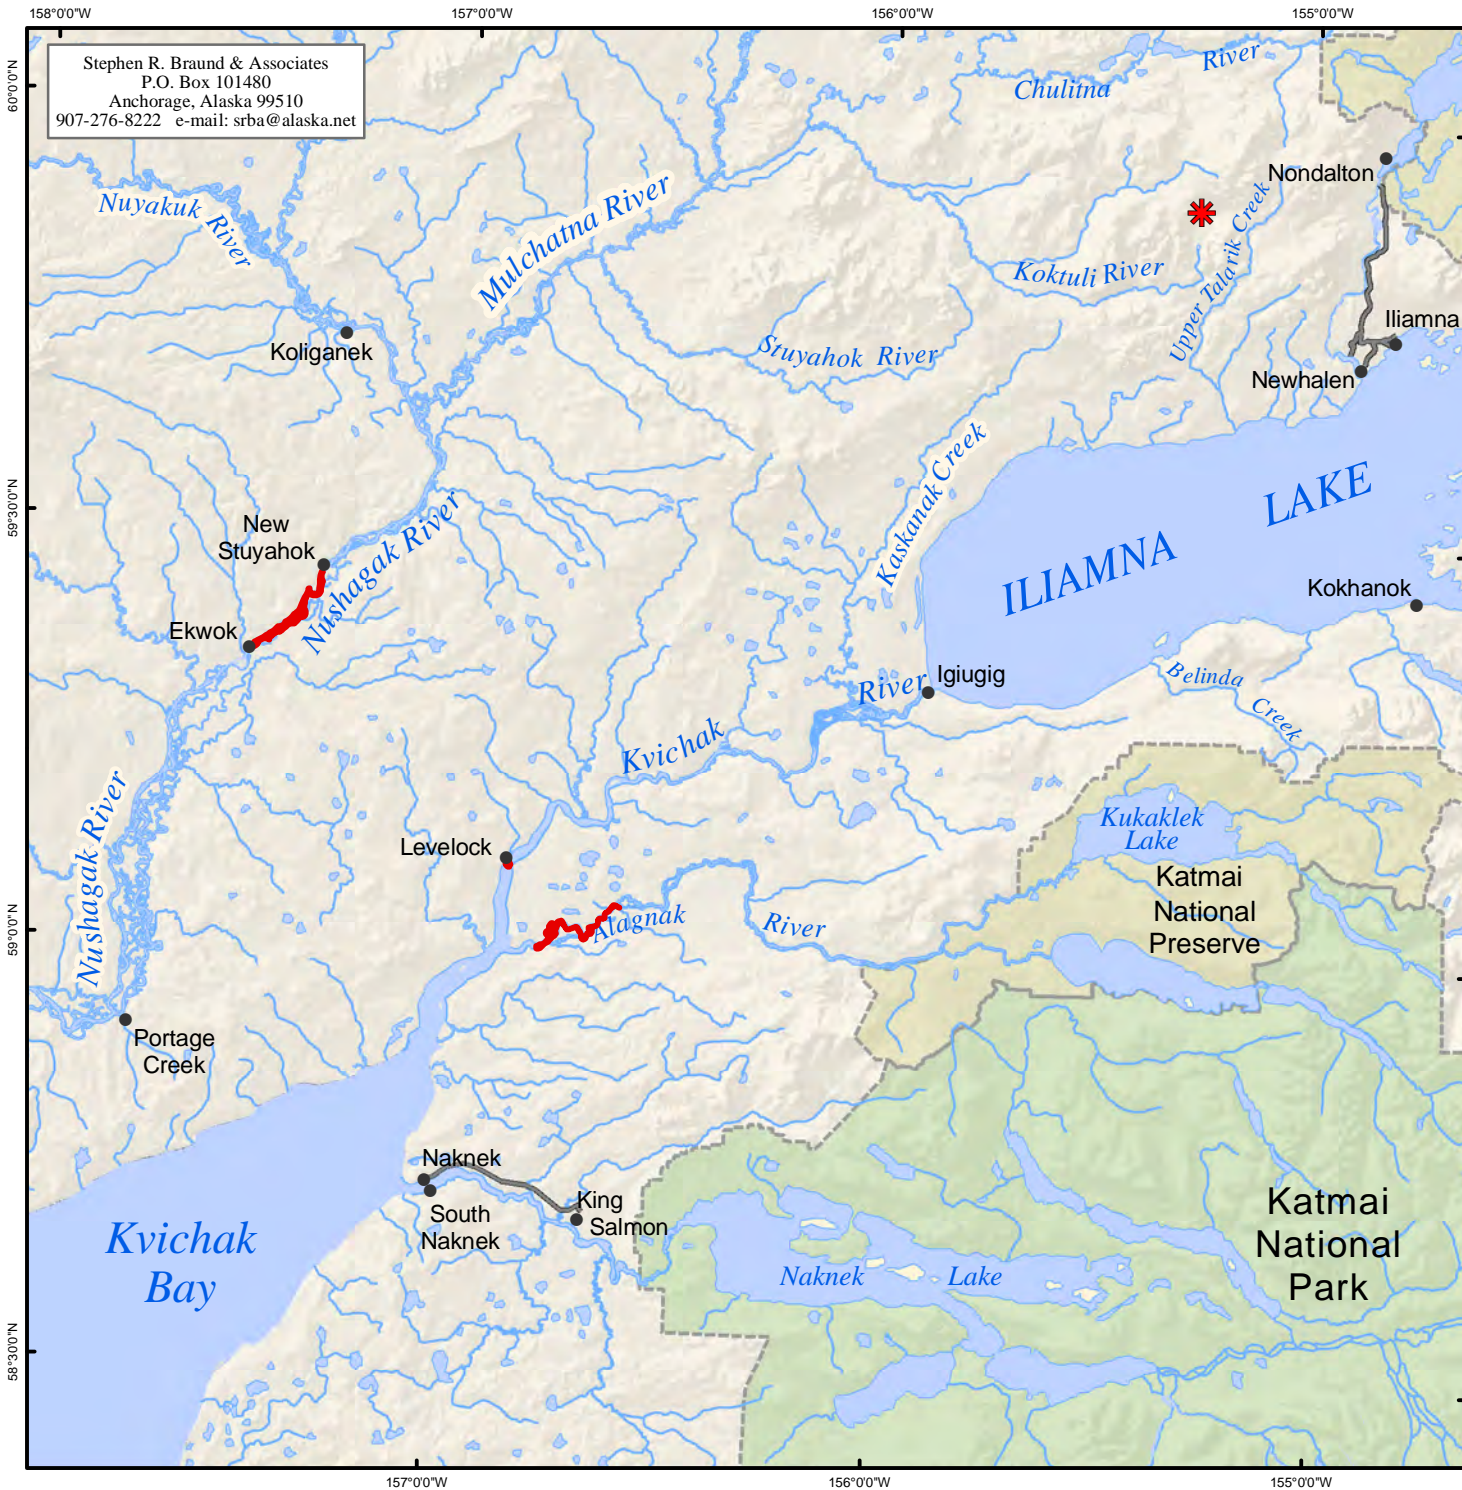 158°0'0"W
157°0'0"W
156°0'0"W
155°0'0"W
Stephen R. Braund & Associates
P.O. Box 101480
Anchorage, Alaska 99510
907-276-8222 e-mail: srba@alaska.net
60°0'0"N
Chulitna River
Nondalton
Nuyakuk River
Mulchatna River
Upper Talarik Creek
Koktuli River
Iliamna
Koliganek
Stuyahok River
Newhalen
Kaskanak Creek
ILIAMNA LAKE
59°30'0"N
New
Stuyahok
Nushagak River
Kokhanok
Ekwok
Igiugig
Belinda Creek
Kvichak River
Nushagak River
Levelock
Kukaklek
Lake
Katmai
National
Preserve
Alagnak River
59°0'0"N
Portage
Creek
Naknek
South
Naknek
King
Salmon
Katmai
National
Park
Kvichak
Bay
Naknek Lake
58°30'0"N
157°0'0"W
156°0'0"W
155°0'0"W